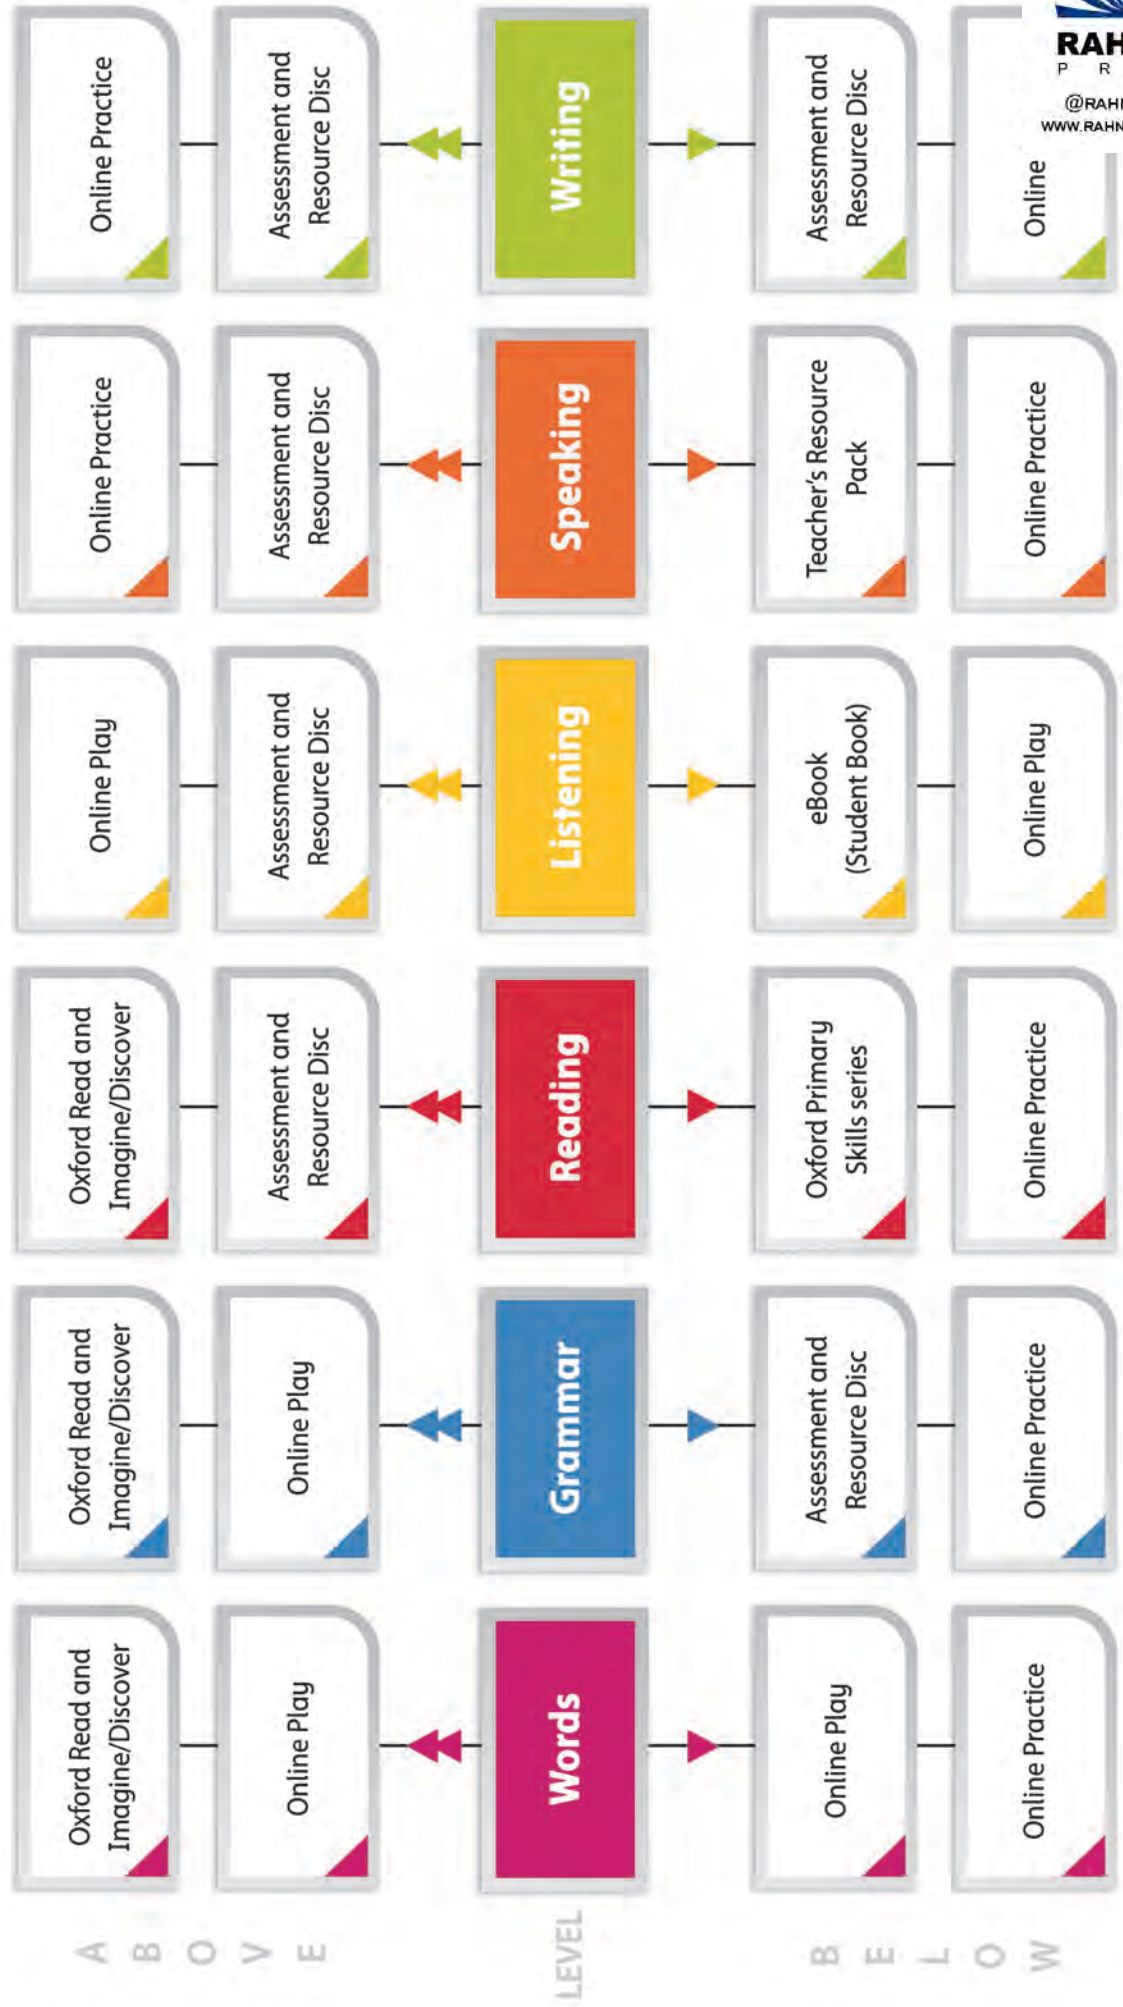 Oxford Read and
Imagine/Discover
Oxford Read and
Imagine/Discover
Oxford Read and
Imagine/Discover
Online Play
Online Practice
Online Practice
Online Play
Online Play
Assessment and
Resource Disc
Assessment and
Resource Disc
Assessment and
Resource Disc
Assessment and
Resource Disc
ABOVE
LEVEL
Words
Grammar
Reading
Listening
Speaking
Writing
BELOW
Online Play
Assessment and
Resource Disc
Oxford Primary
Skills series
eBook
(Student Book)
Teacher's Resource
Pack
Assessment and
Resource Disc
Online Practice
Online Practice
Online Practice
Online Play
Online Practice
Online
RAH
P R
@RAH
WWW.RAHN